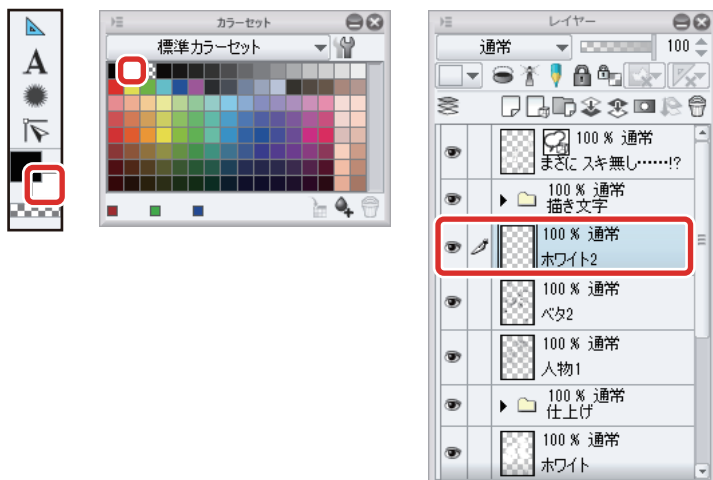 A
カラーセット
標準カラーセット
レイヤー
通常
100
100 % 通常
まさに スキ無し……!?
100 % 通常
描き文字
100 % 通常
ホワイト2
100 % 通常
ベタ2
100 % 通常
人物1
100 % 通常
仕上げ
100 % 通常
ホワイト